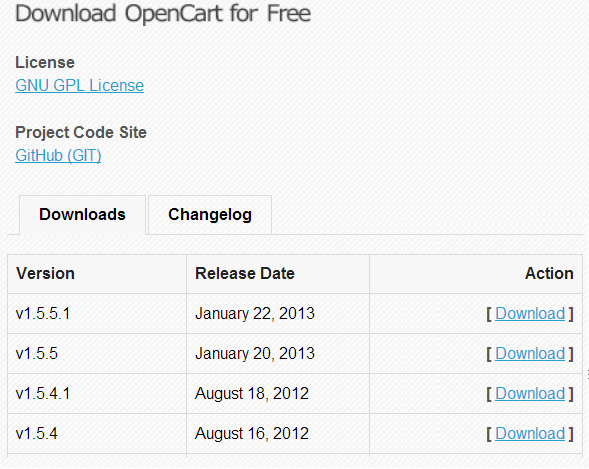 Download OpenCart for Free
License
GNU GPL License
Project Code Site
GitHub (GIT)
Downloads Changelog
Version Release Date Action
v1.5.5.1 January 22, 2013 [ Download ]
v1.5.5 January 20, 2013 [ Download ]
v1.5.4.1 August 18, 2012 [ Download ]
v1.5.4 August 16, 2012 [ Download ]